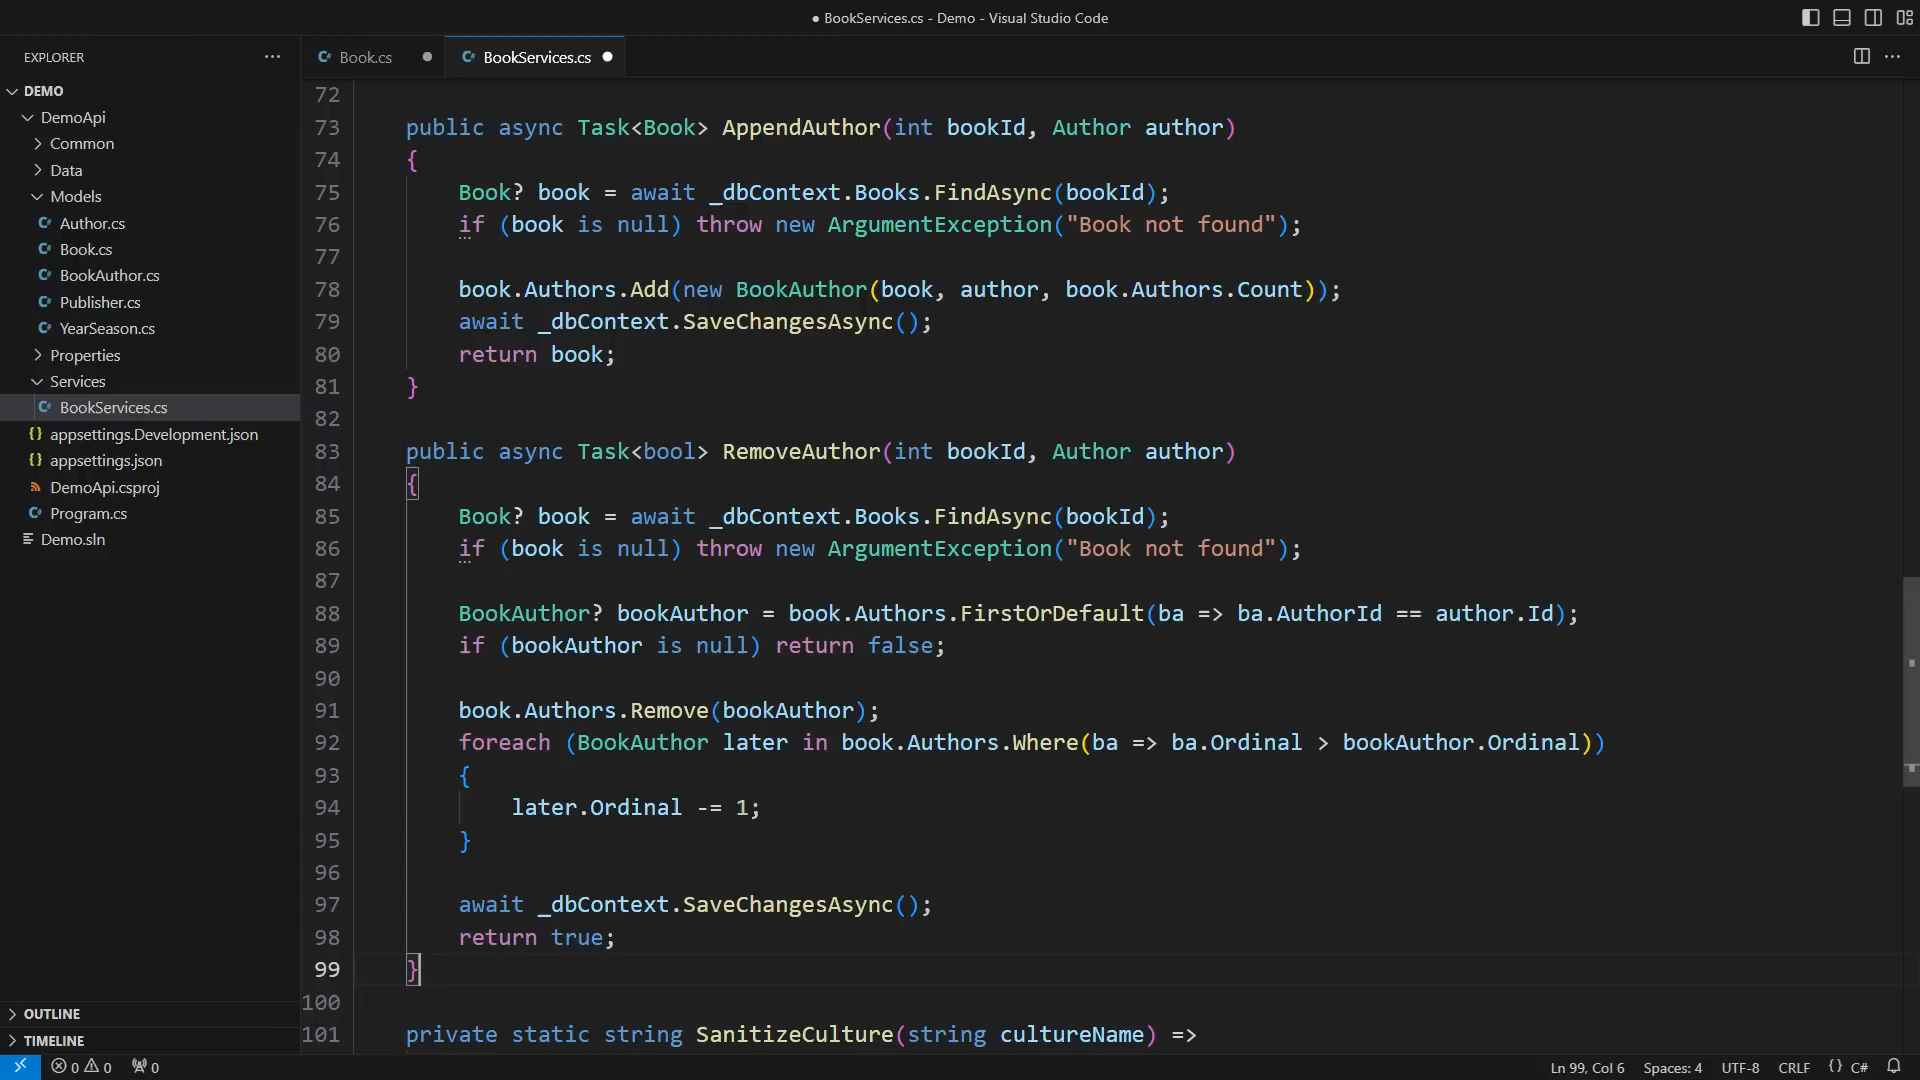 ● BookServices.cs - Demo - Visual Studio Code
EXPLORER
DEMO
DemoApi
Common
Data
Models
C# Author.cs
C# Book.cs
C# BookAuthor.cs
C# Publisher.cs
C# YearSeason.cs
Properties
Services
C# BookServices.cs
{} appsettings.Development.json
{} appsettings.json
DemoApi.csproj
C# Program.cs
Demo.sln
OUTLINE
TIMELINE
C# Book.cs ●
C# BookServices.cs ●
72
73 public async Task<Book> AppendAuthor(int bookId, Author author)
74 {
75 Book? book = await _dbContext.Books.FindAsync(bookId);
76 if (book is null) throw new ArgumentException("Book not found");
77
78 book.Authors.Add(new BookAuthor(book, author, book.Authors.Count));
79 await _dbContext.SaveChangesAsync();
80 return book;
81 }
82
83 public async Task<bool> RemoveAuthor(int bookId, Author author)
84 {
85 Book? book = await _dbContext.Books.FindAsync(bookId);
86 if (book is null) throw new ArgumentException("Book not found");
87
88 BookAuthor? bookAuthor = book.Authors.FirstOrDefault(ba => ba.AuthorId == author.Id);
89 if (bookAuthor is null) return false;
90
91 book.Authors.Remove(bookAuthor);
92 foreach (BookAuthor later in book.Authors.Where(ba => ba.Ordinal > bookAuthor.Ordinal))
93 {
94 later.Ordinal -= 1;
95 }
96
97 await _dbContext.SaveChangesAsync();
98 return true;
99 }
100
101 private static string SanitizeCulture(string cultureName) =>
0 0 0
Ln 99, Col 6 Spaces: 4 UTF-8 CRLF {} C#